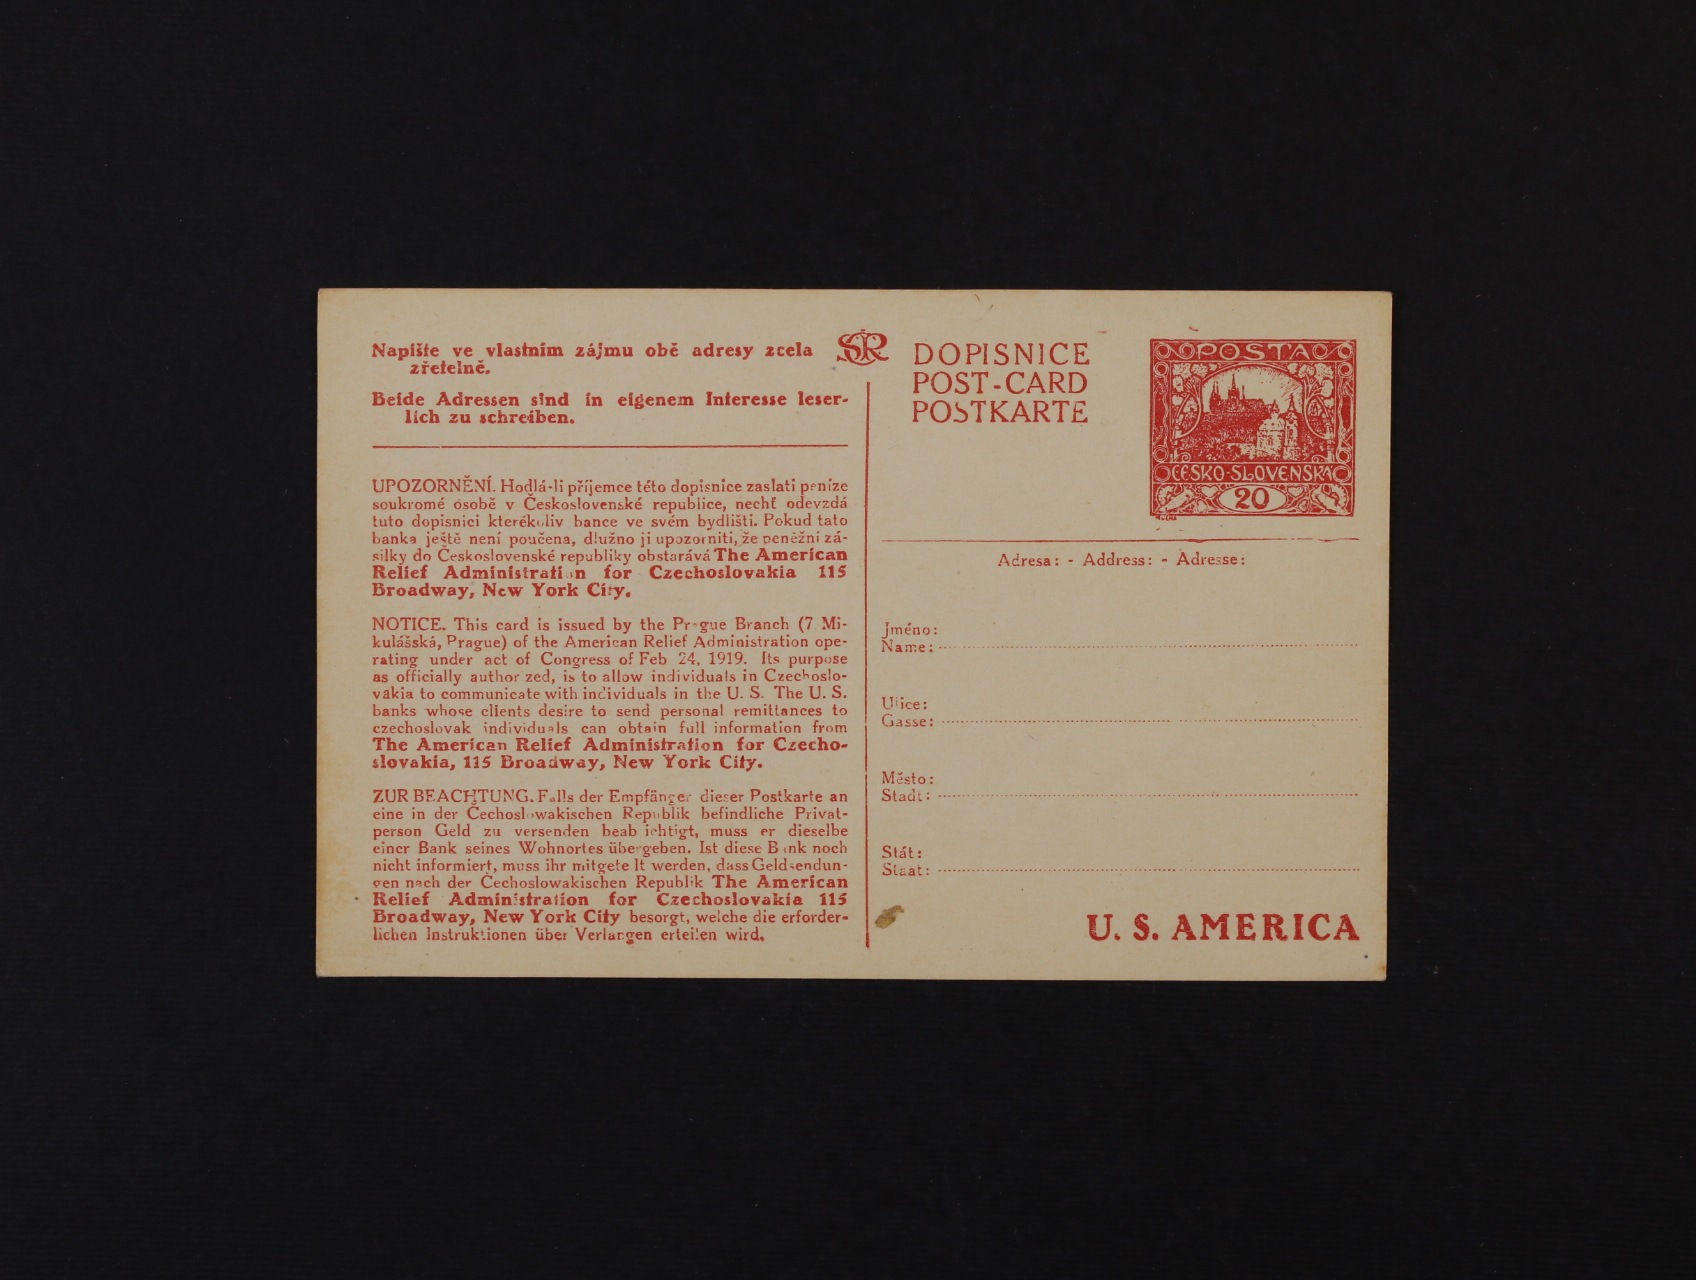 Napište ve vlastním zájmu obě adresy zcela
zřetelně.
Beide Adressen sind in eigenem Interesse leser-
lich zu schreiben.
UPOZORNĚNÍ. Hodlá-li příjemce této dopisnice zaslati peníze
soukromé osobě v Československé republice, nechť odevzdá
tuto dopisnici kterékoliv bance ve svém bydlišti. Pokud tato
banka ještě není poučena, dlužno ji upozorniti, že peněžní zá-
silky do Československé republiky obstarává The American
Relief Administration for Czechoslovakia 115
Broadway, New York City.
NOTICE. This card is issued by the Prague Branch (7 Mi-
kulášská, Prague) of the American Relief Administration ope-
rating under act of Congress of Feb 24, 1919. Its purpose
as officially authorized, is to allow individuals in Czechoslo-
vakia to communicate with individuals in the U. S. The U. S.
banks whose clients desire to send personal remittances to
czechoslovak individuals can obtain full information from
The American Relief Administration for Czecho-
slovakia, 115 Broadway, New York City.
ZUR BEACHTUNG. Falls der Empfänger dieser Postkarte an
eine in der Čechoslowakischen Republik befindliche Privat-
person Geld zu versenden beabsichtigt, muss er dieselbe
einer Bank seines Wohnortes übergeben. Ist diese Bank noch
nicht informiert, muss ihr mitgeteilt werden, dass Geldsendun-
gen nach der Čechoslowakischen Republik The American
Relief Administration for Czechoslovakia 115
Broadway, New York City besorgt, welche die erforder-
lichen Instruktionen über Verlangen erteilen wird.
ČSR
DOPISNICE
POST-CARD
POSTKARTE
POSTA
ČESKO-SLOVENSKÁ
20
MUCHA
Adresa: - Address: - Adresse:
Jméno:
Name:
Ulice:
Gasse:
Město:
Stadt:
Stát:
Staat:
U. S. AMERICA